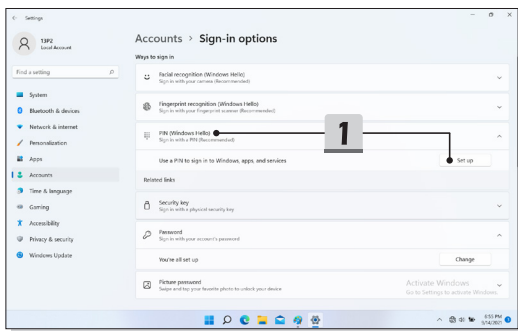 Settings
13P2
Local Account
Find a setting
System
Bluetooth & devices
Network & internet
Personalization
Apps
Accounts
Time & language
Gaming
Accessibility
Privacy & security
Windows Update
Accounts > Sign-in options
Ways to sign in
Facial recognition (Windows Hello)
Sign in with your camera (Recommended)
Fingerprint recognition (Windows Hello)
Sign in with your fingerprint scanner (Recommended)
PIN (Windows Hello)
Sign in with a PIN (Recommended)
1
Use a PIN to sign in to Windows, apps, and services
Set up
Related links
Security key
Sign in with a physical security key
Password
Sign in with your account's password
You're all set up
Change
Picture password
Swipe and tap your favorite photo to unlock your device
Activate Windows
Go to Settings to activate Windows.
8:55 PM
9/14/2021